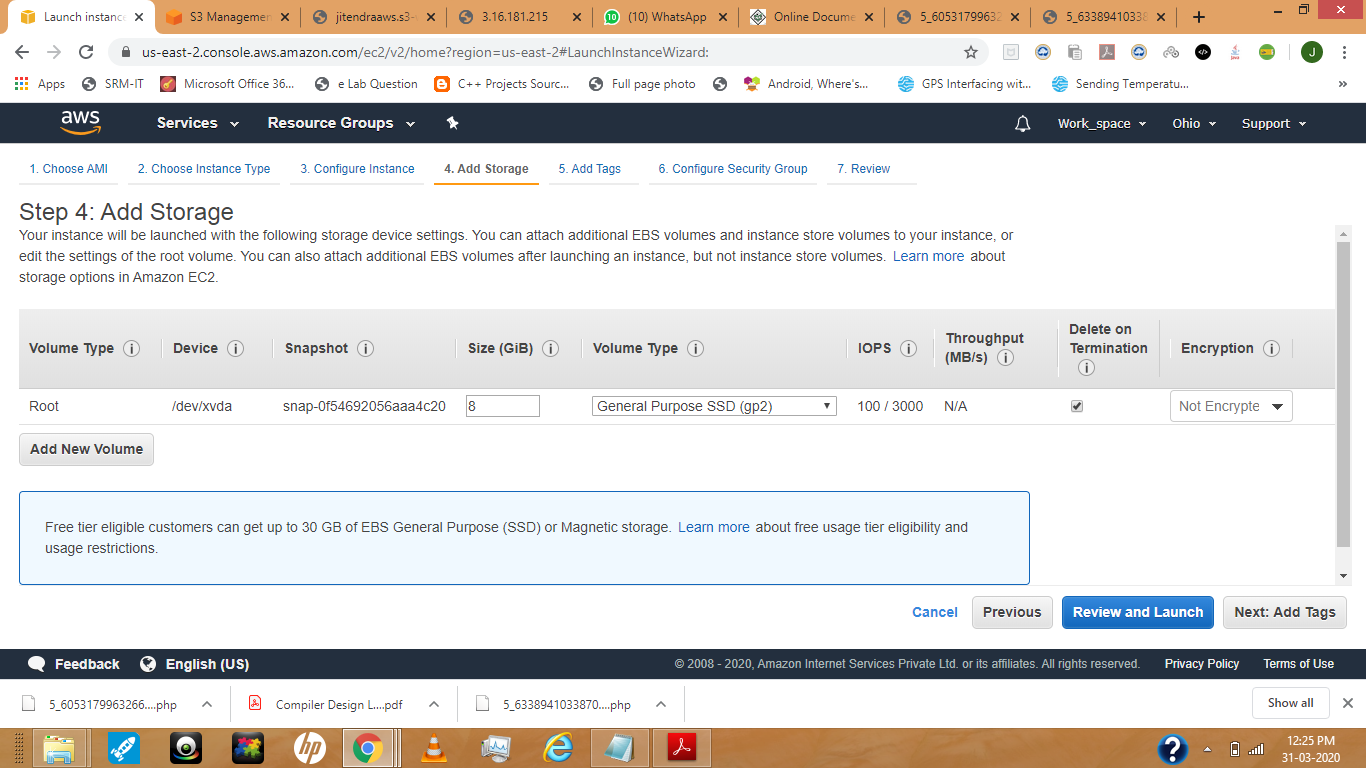 Launch instance
S3 Managemen
jitendraaws.s3-
3.16.181.215
(10) WhatsApp
Online Docume
5_6053179963
5_6338941033
us-east-2.console.aws.amazon.com/ec2/v2/home?region=us-east-2#LaunchInstanceWizard:
J
Apps
SRM-IT
Microsoft Office 36...
e Lab Question
C++ Projects Sourc...
Full page photo
Android, Where's...
GPS Interfacing wit...
Sending Temperatu...
»
aws
Services
Resource Groups
Work_space
Ohio
Support
1. Choose AMI
2. Choose Instance Type
3. Configure Instance
4. Add Storage
5. Add Tags
6. Configure Security Group
7. Review
Step 4: Add Storage
Your instance will be launched with the following storage device settings. You can attach additional EBS volumes and instance store volumes to your instance, or
edit the settings of the root volume. You can also attach additional EBS volumes after launching an instance, but not instance store volumes. Learn more about
storage options in Amazon EC2.
Volume Type
Device
Snapshot
Size (GiB)
Volume Type
IOPS
Throughput
(MB/s)
Delete on
Termination
Encryption
Root
/dev/xvda
snap-0f54692056aaa4c20
8
General Purpose SSD (gp2)
100 / 3000
N/A
Not Encrypte
Add New Volume
Free tier eligible customers can get up to 30 GB of EBS General Purpose (SSD) or Magnetic storage. Learn more about free usage tier eligibility and
usage restrictions.
Cancel
Previous
Review and Launch
Next: Add Tags
Feedback
English (US)
© 2008 - 2020, Amazon Internet Services Private Ltd. or its affiliates. All rights reserved.
Privacy Policy
Terms of Use
5_6053179963266....php
Compiler Design L....pdf
5_6338941033870....php
Show all
hp
12:25 PM
31-03-2020